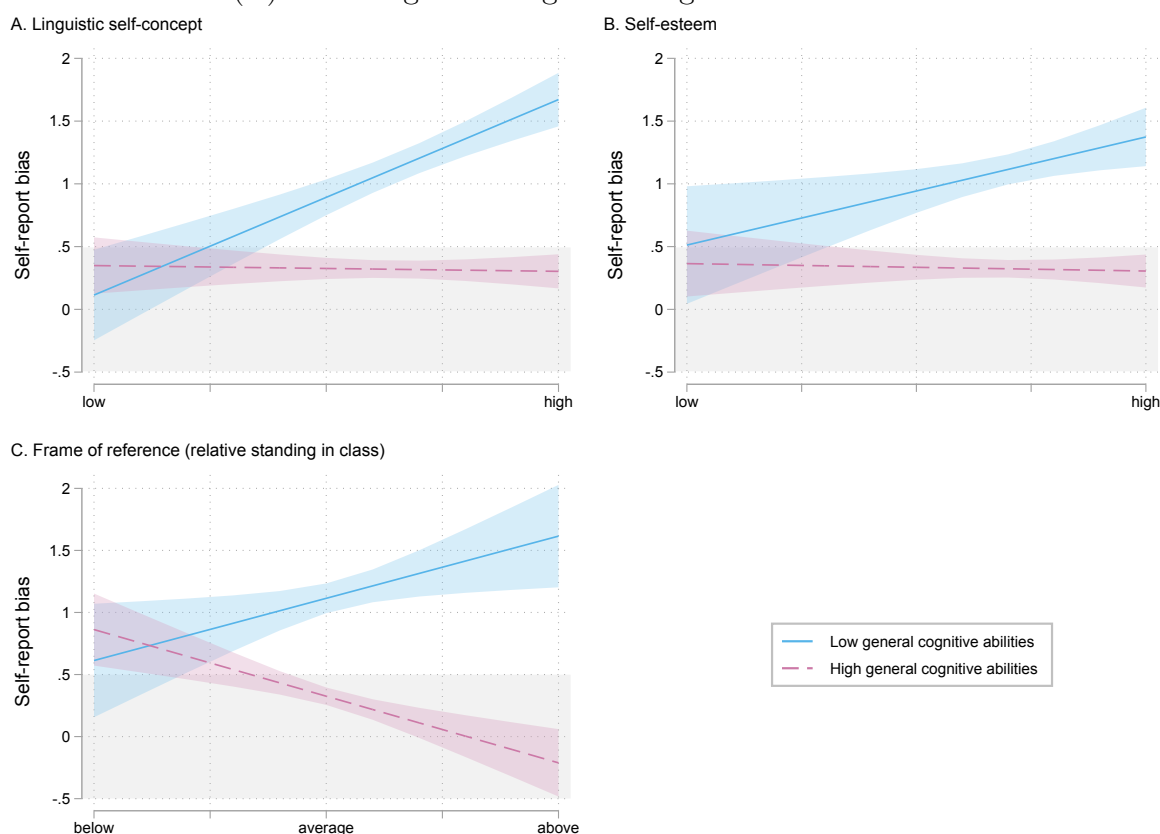 A. Linguistic self-concept
B. Self-esteem
2
1.5
1
.5
0
-.5
Self-report bias
low
high
2
1.5
1
.5
0
-.5
Self-report bias
low
high
C. Frame of reference (relative standing in class)
2
1.5
1
.5
0
-.5
Self-report bias
below
average
above
Low general cognitive abilities
High general cognitive abilities